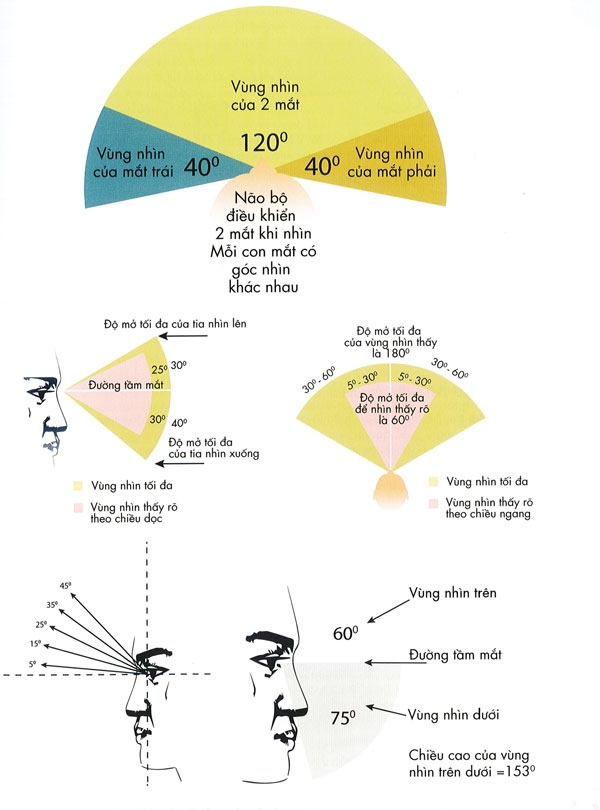 Vùng nhìn
của 2 mắt
120⁰
Vùng nhìn
của mắt trái
40⁰
40⁰
Vùng nhìn
của mắt phải
Não bộ
điều khiển
2 mắt khi nhìn
Mỗi con mắt có
góc nhìn
khác nhau
Độ mở tối đa của tia nhìn lên
25⁰ 30⁰
Đường tầm mắt
30⁰ 40⁰
Độ mở tối đa
của tia nhìn xuống
Vùng nhìn tối đa
Vùng nhìn thấy rõ
theo chiều dọc
Độ mở tối đa
của vùng nhìn thấy
là 180⁰
30⁰-60⁰
5⁰-30⁰
5⁰-30⁰
30⁰-60⁰
Độ mở tối đa
để nhìn thấy rõ
là 60⁰
Vùng nhìn tối đa
Vùng nhìn thấy rõ
theo chiều ngang
45⁰
35⁰
25⁰
15⁰
5⁰
Vùng nhìn trên
60⁰
Đường tầm mắt
75⁰
Vùng nhìn dưới
Chiều cao của vùng
nhìn trên dưới =153⁰